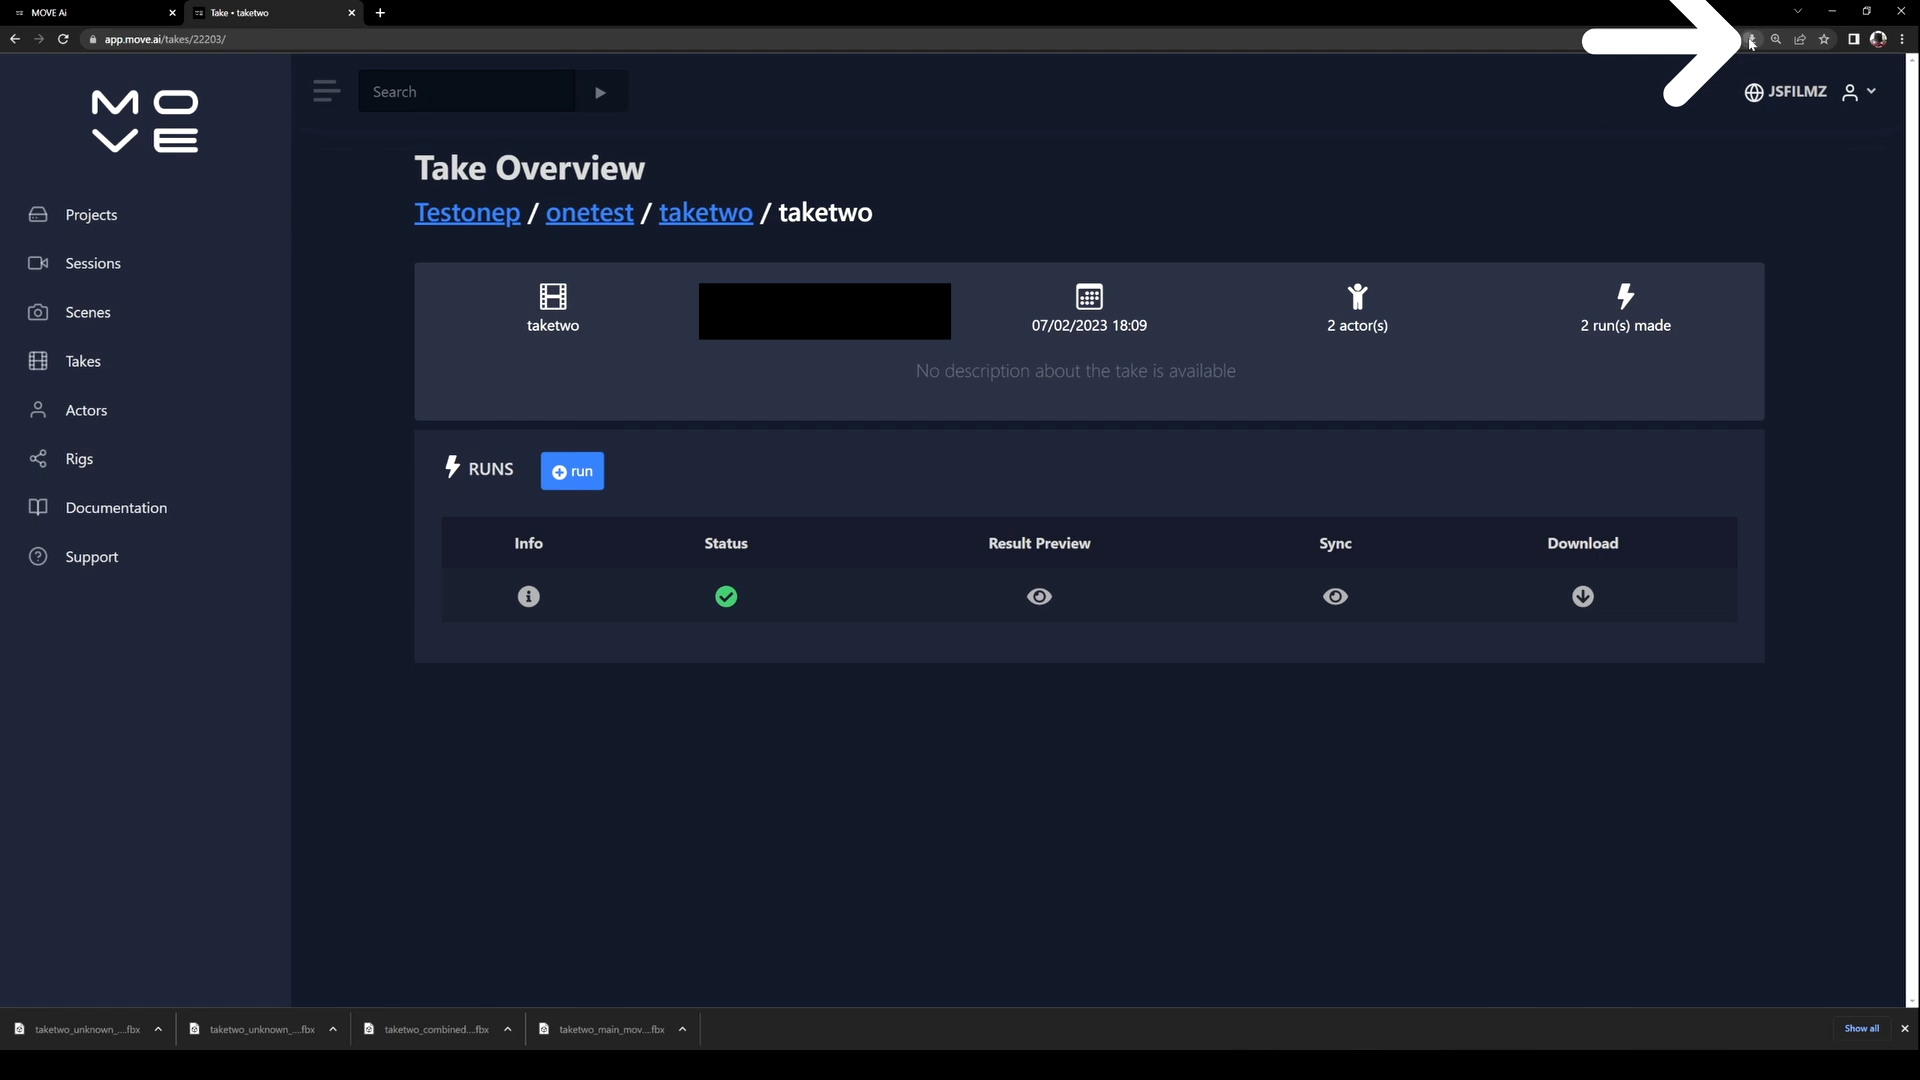 MOVE Ai
Take • taketwo
app.move.ai/takes/22203/
MOVE
Search
JSFILMZ
Projects
Sessions
Scenes
Takes
Actors
Rigs
Documentation
Support
Take Overview
Testonep / onetest / taketwo / taketwo
taketwo
07/02/2023 18:09
2 actor(s)
2 run(s) made
No description about the take is available
RUNS
run
Info Status Result Preview Sync Download
taketwo_unknown_....fbx
taketwo_unknown_....fbx
taketwo_combined....fbx
taketwo_main_mov....fbx
Show all